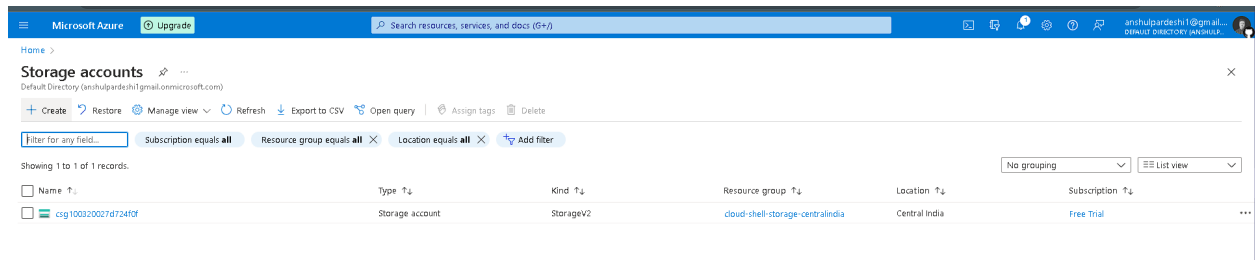 Microsoft Azure Upgrade Search resources, services, and docs (G+/) 1 anshulpardeshi1@gmail....
DEFAULT DIRECTORY (ANSHULP...
Home >
Storage accounts ...
Default Directory (anshulpardeshi1gmail.onmicrosoft.com)
+ Create Restore Manage view Refresh Export to CSV Open query Assign tags Delete
Filter for any field... Subscription equals all Resource group equals all Location equals all Add filter
Showing 1 to 1 of 1 records.
No grouping List view
Name ↑↓ Type ↑↓ Kind ↑↓ Resource group ↑↓ Location ↑↓ Subscription ↑↓
csg100320027d724f0f Storage account StorageV2 cloud-shell-storage-centralindia Central India Free Trial ...